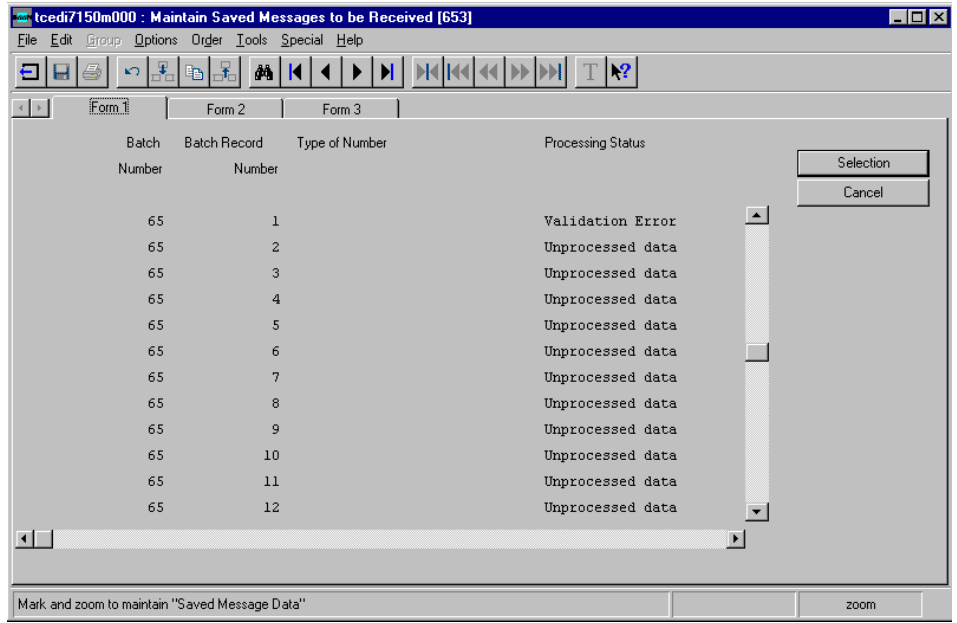 tcedi7150m000 : Maintain Saved Messages to be Received [653]
File Edit Group Options Order Tools Special Help
T ?
Form 1 Form 2 Form 3
Batch Batch Record Type of Number Processing Status
Number Number
Selection
Cancel
65 1 Validation Error
65 2 Unprocessed data
65 3 Unprocessed data
65 4 Unprocessed data
65 5 Unprocessed data
65 6 Unprocessed data
65 7 Unprocessed data
65 8 Unprocessed data
65 9 Unprocessed data
65 10 Unprocessed data
65 11 Unprocessed data
65 12 Unprocessed data
Mark and zoom to maintain "Saved Message Data" zoom